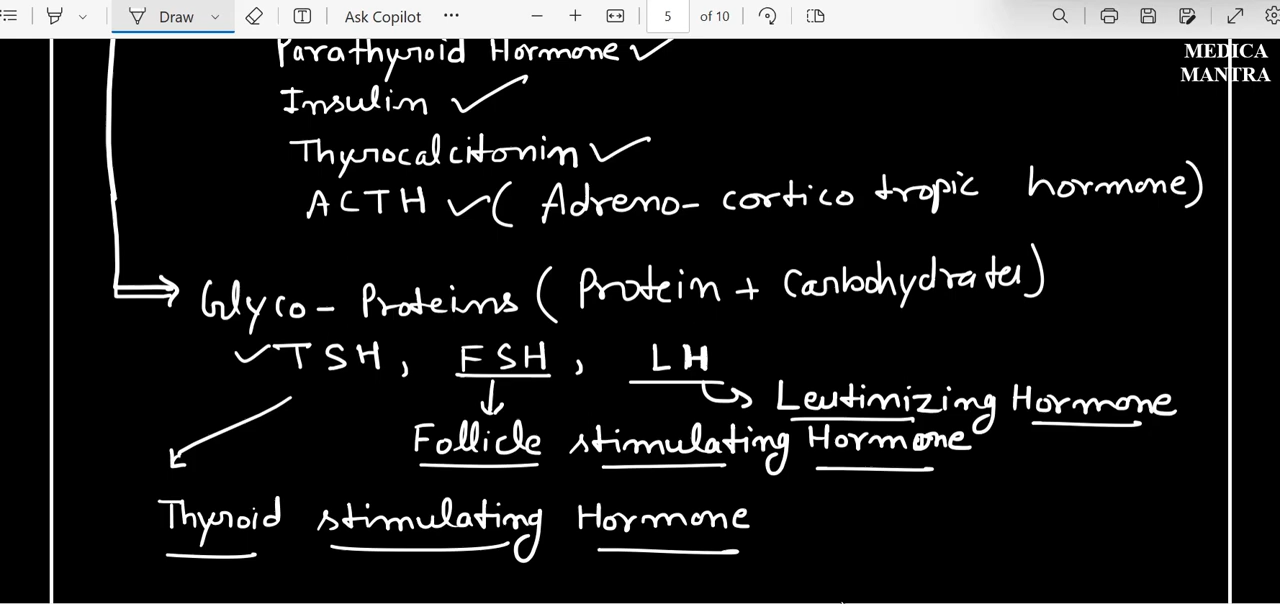 Draw Ask Copilot ... 5 of 10
MEDICA
MANTRA
Parathyroid Hormone
Insulin
Thyrocalcitonin
ACTH ( Adreno- cortico tropic hormone)
Glyco - Proteins ( Protein + Carbohydrates)
TSH, FSH, LH
Leutinizing Hormone
Follicle stimulating Hormone
Thyroid stimulating Hormone